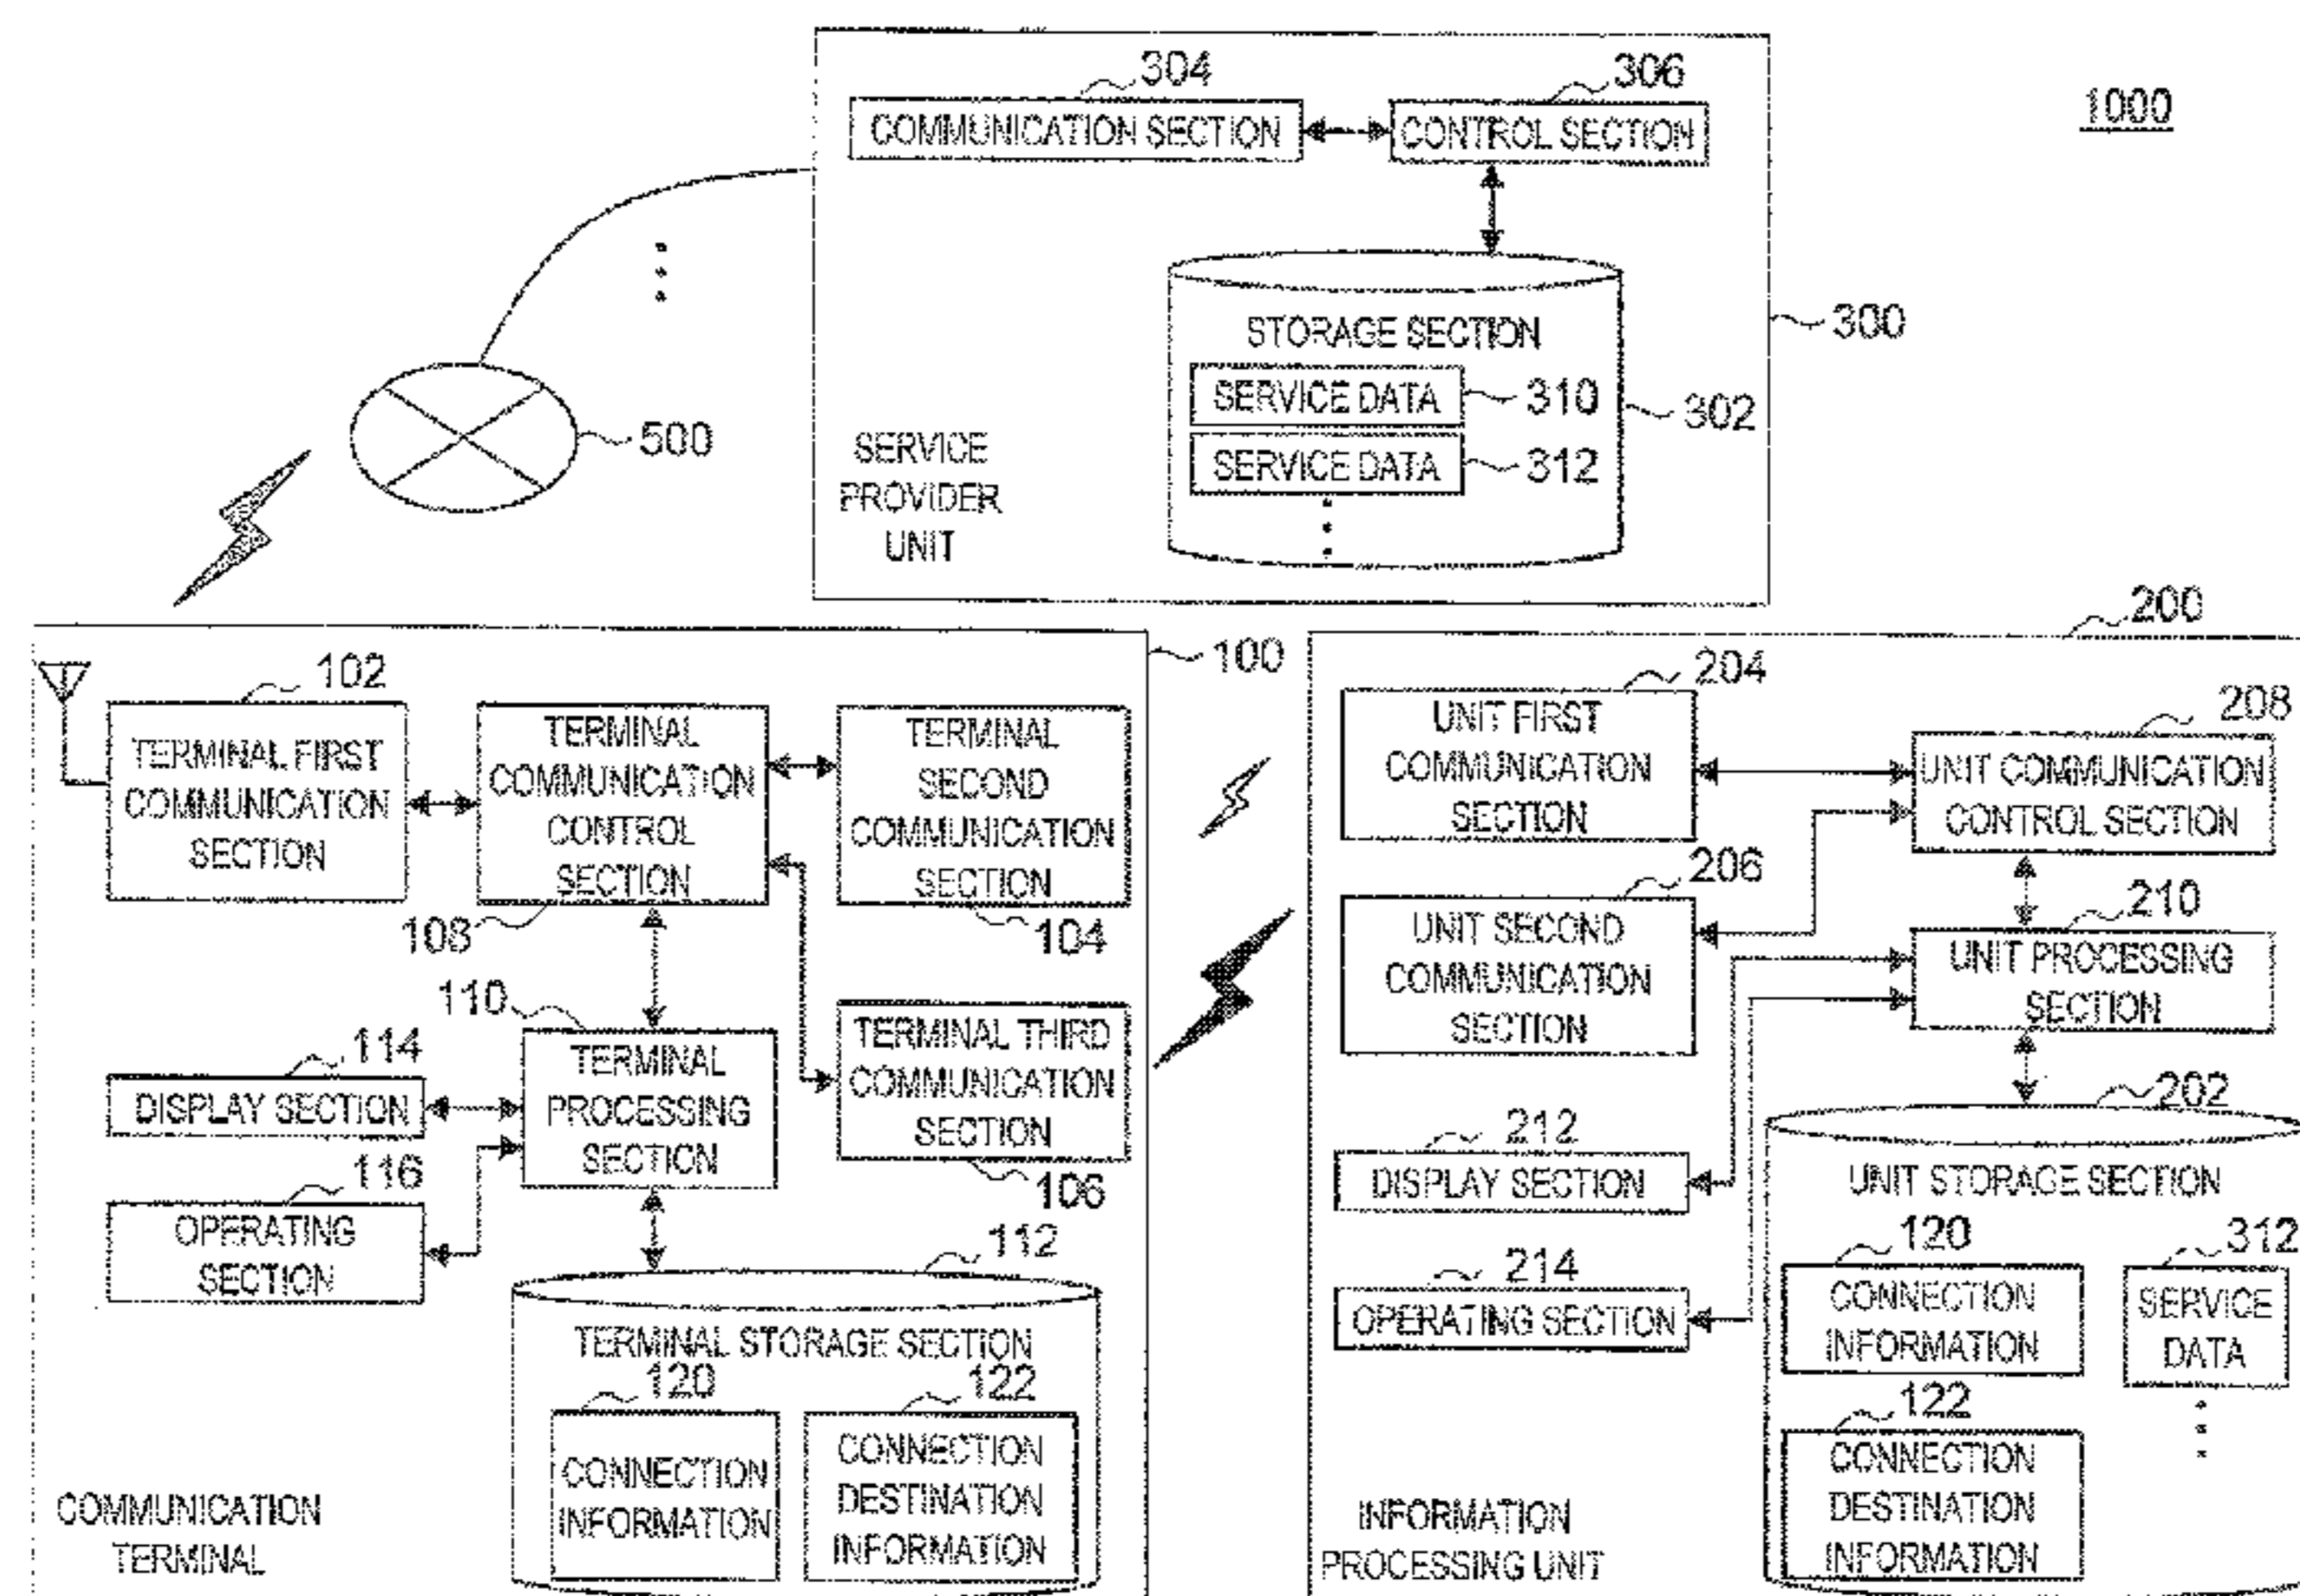 304
306
1000
COMMUNICATION SECTION
CONTROL SECTION
STORAGE SECTION
300
SERVICE DATA
310
302
SERVICE DATA
312
500
SERVICE
PROVIDER
UNIT
200
100
102
TERMINAL FIRST
COMMUNICATION
SECTION
TERMINAL
COMMUNICATION
CONTROL
SECTION
108
TERMINAL
SECOND
COMMUNICATION
SECTION
104
110
TERMINAL
PROCESSING
SECTION
TERMINAL THIRD
COMMUNICATION
SECTION
106
114
DISPLAY SECTION
116
OPERATING
SECTION
112
TERMINAL STORAGE SECTION
120
CONNECTION
INFORMATION
122
CONNECTION
DESTINATION
INFORMATION
COMMUNICATION
TERMINAL
204
UNIT FIRST
COMMUNICATION
SECTION
208
UNIT COMMUNICATION
CONTROL SECTION
206
UNIT SECOND
COMMUNICATION
SECTION
210
UNIT PROCESSING
SECTION
202
UNIT STORAGE SECTION
212
DISPLAY SECTION
214
OPERATING SECTION
120
CONNECTION
INFORMATION
312
SERVICE
DATA
122
CONNECTION
DESTINATION
INFORMATION
INFORMATION
PROCESSING UNIT